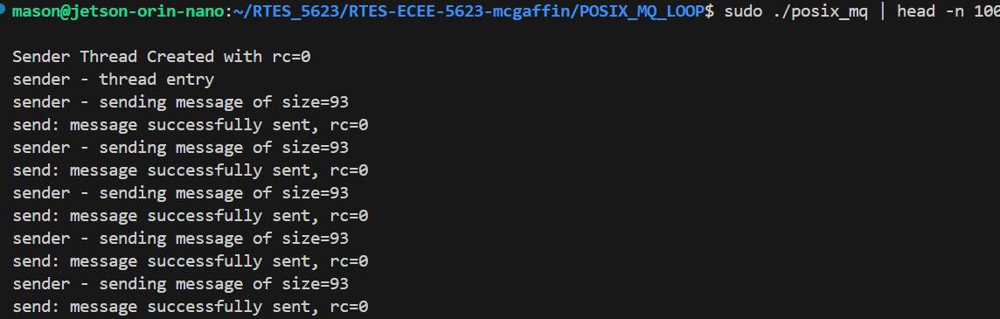 mason@jetson-orin-nano:~/RTES_5623/RTES-ECEE-5623-mcgaffin/POSIX_MQ_LOOP$ sudo ./posix_mq | head -n 100
Sender Thread Created with rc=0
sender - thread entry
sender - sending message of size=93
send: message successfully sent, rc=0
sender - sending message of size=93
send: message successfully sent, rc=0
sender - sending message of size=93
send: message successfully sent, rc=0
sender - sending message of size=93
send: message successfully sent, rc=0
sender - sending message of size=93
send: message successfully sent, rc=0